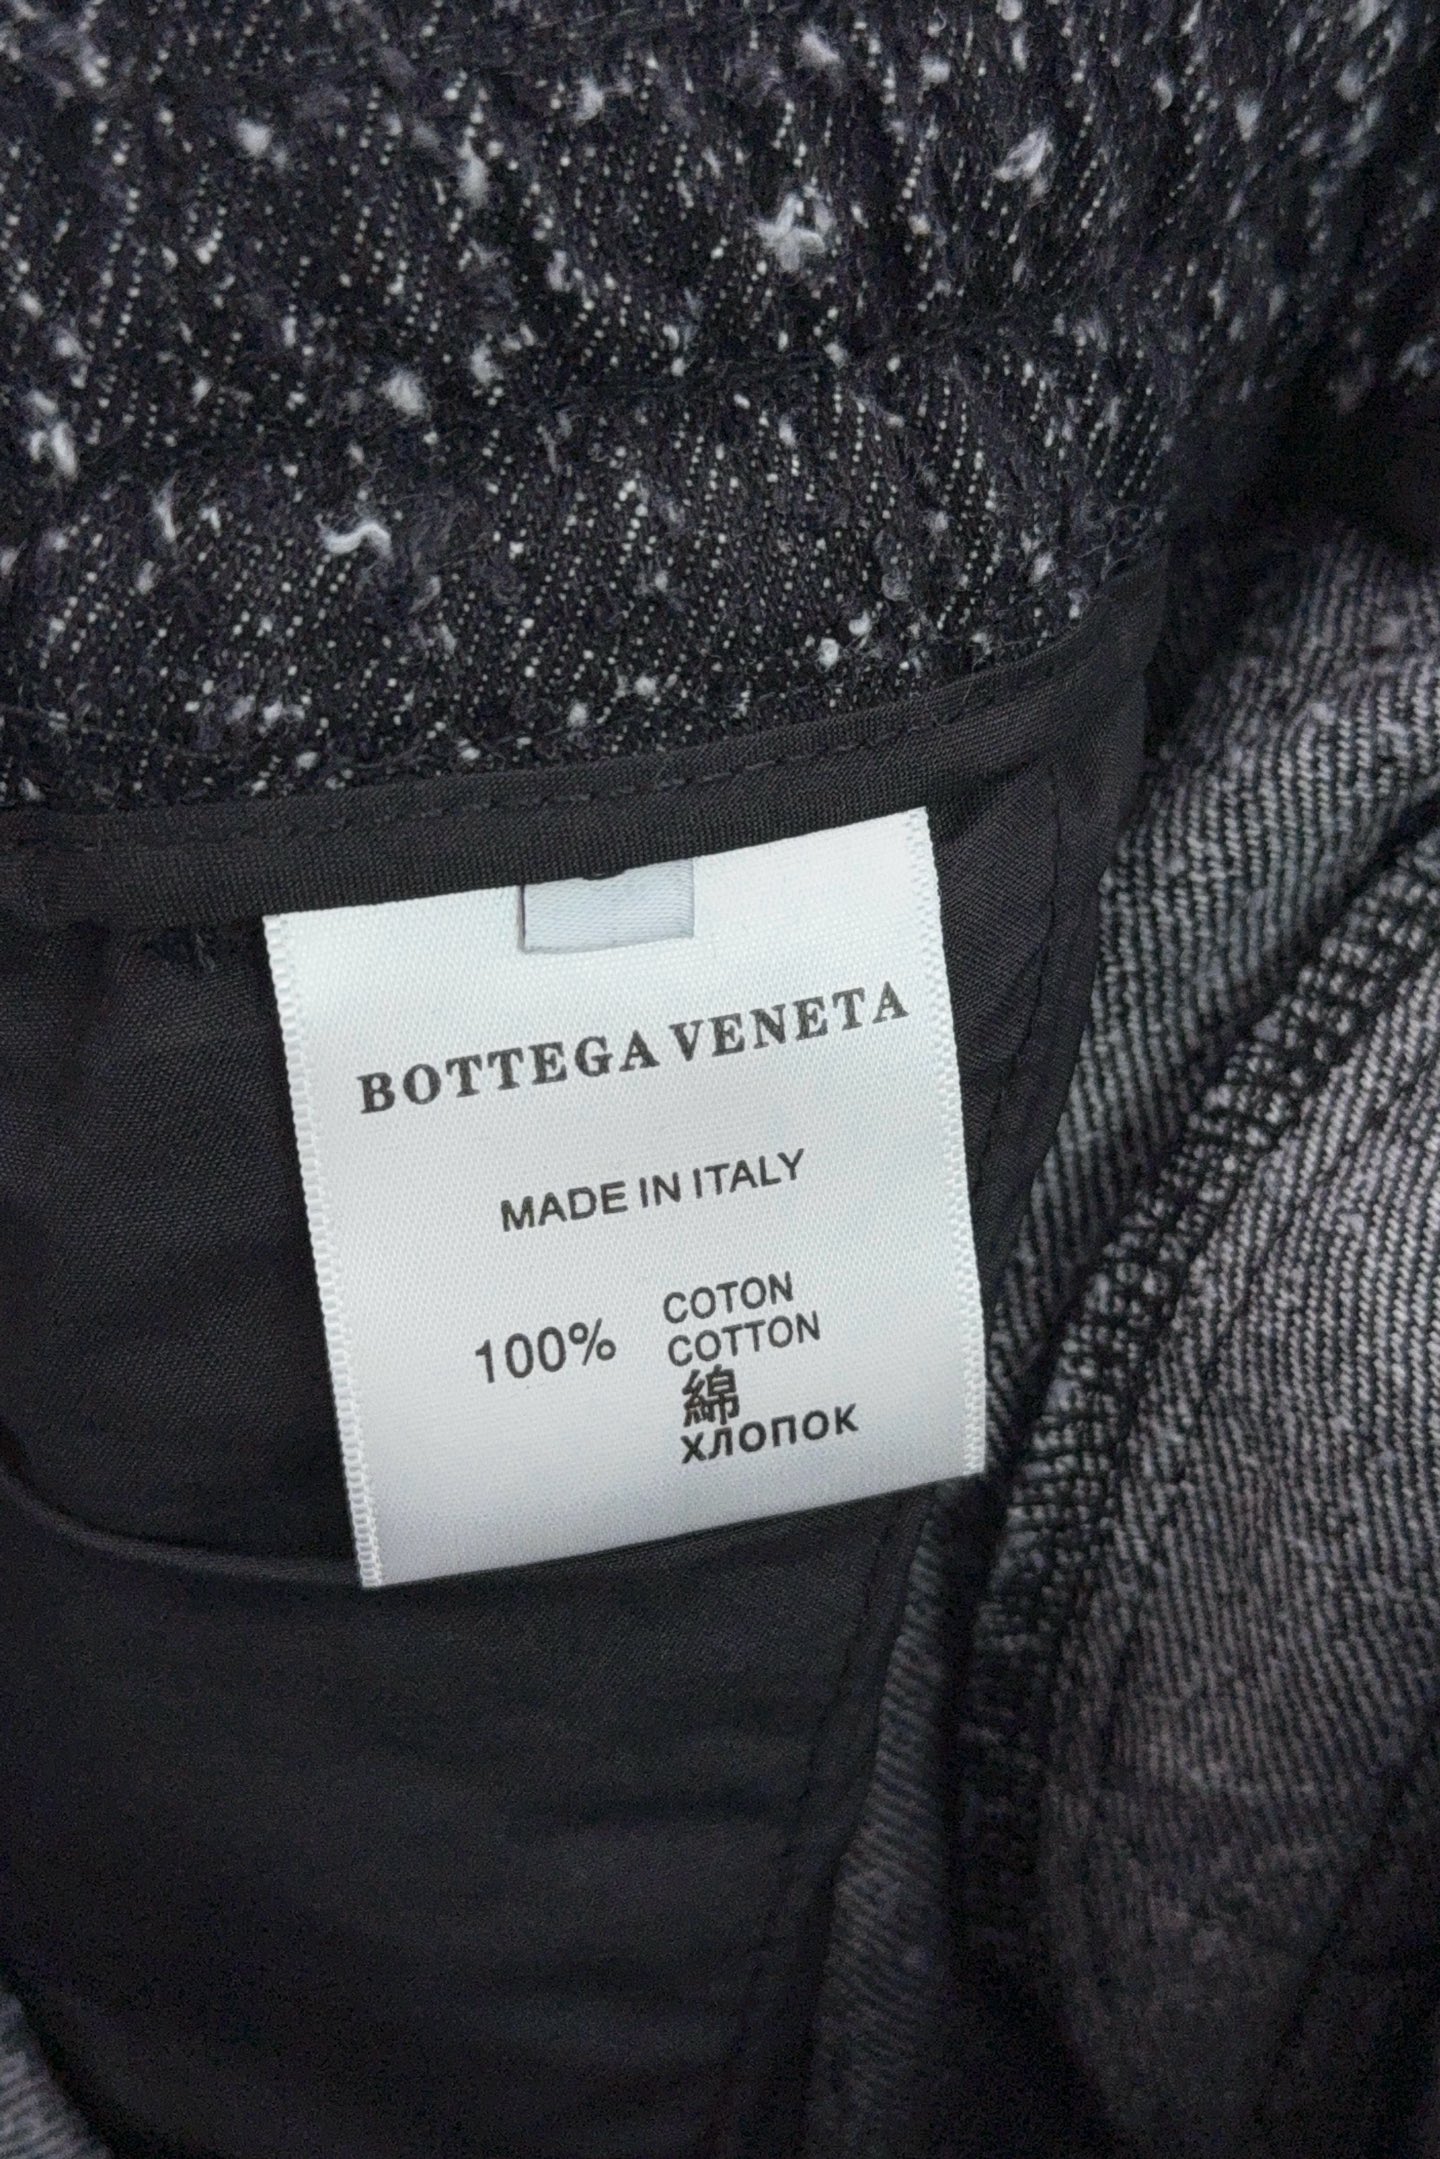 BOTTEGA VENETA
MADE IN ITALY
COTON
100% COTTON
綿
ХЛОПОК